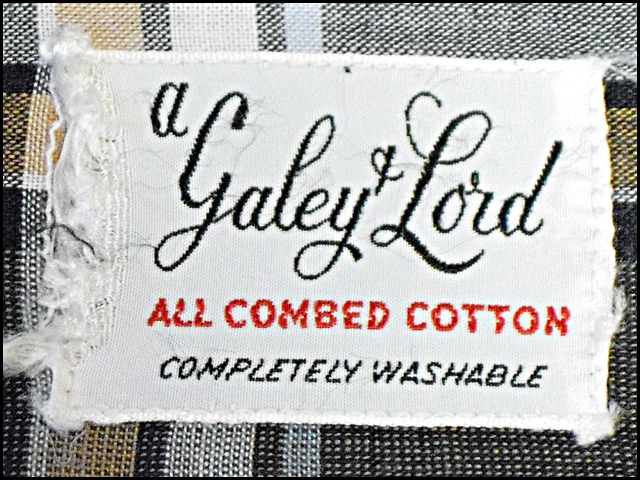 a Galey & Lord
ALL COMBED COTTON
COMPLETELY WASHABLE